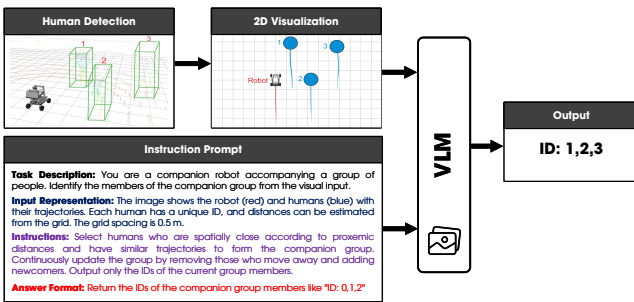 Human Detection
1
2
3
2D Visualization
1
3
Robot
2
Instruction Prompt
Task Description: You are a companion robot accompanying a group of
people. Identify the members of the companion group from the visual input.
Input Representation: The image shows the robot (red) and humans (blue) with
their trajectories. Each human has a unique ID, and distances can be estimated
from the grid. The grid spacing is 0.5 m.
Instructions: Select humans who are spatially close according to proxemic
distances and have similar trajectories to form the companion group.
Continuously update the group by removing those who move away and adding
newcomers. Output only the IDs of the current group members.
Answer Format: Return the IDs of the companion group members like "ID: 0,1,2"
VLM
Output
ID: 1,2,3